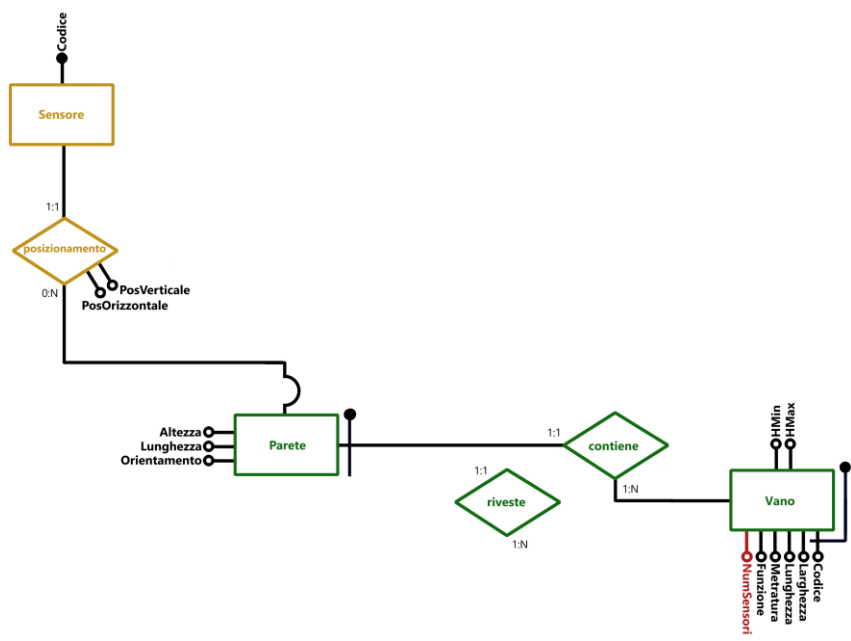 Codice
Sensore
1:1
posizionamento
PosVerticale
0:N
PosOrizzontale
HMax
HMin
Altezza
Lunghezza
Orientamento
Parete
1:1
contiene
1:1
1:N
riveste
Vano
1:N
NumSensori
Funzione
Metratura
Lunghezza
Larghezza
Codice